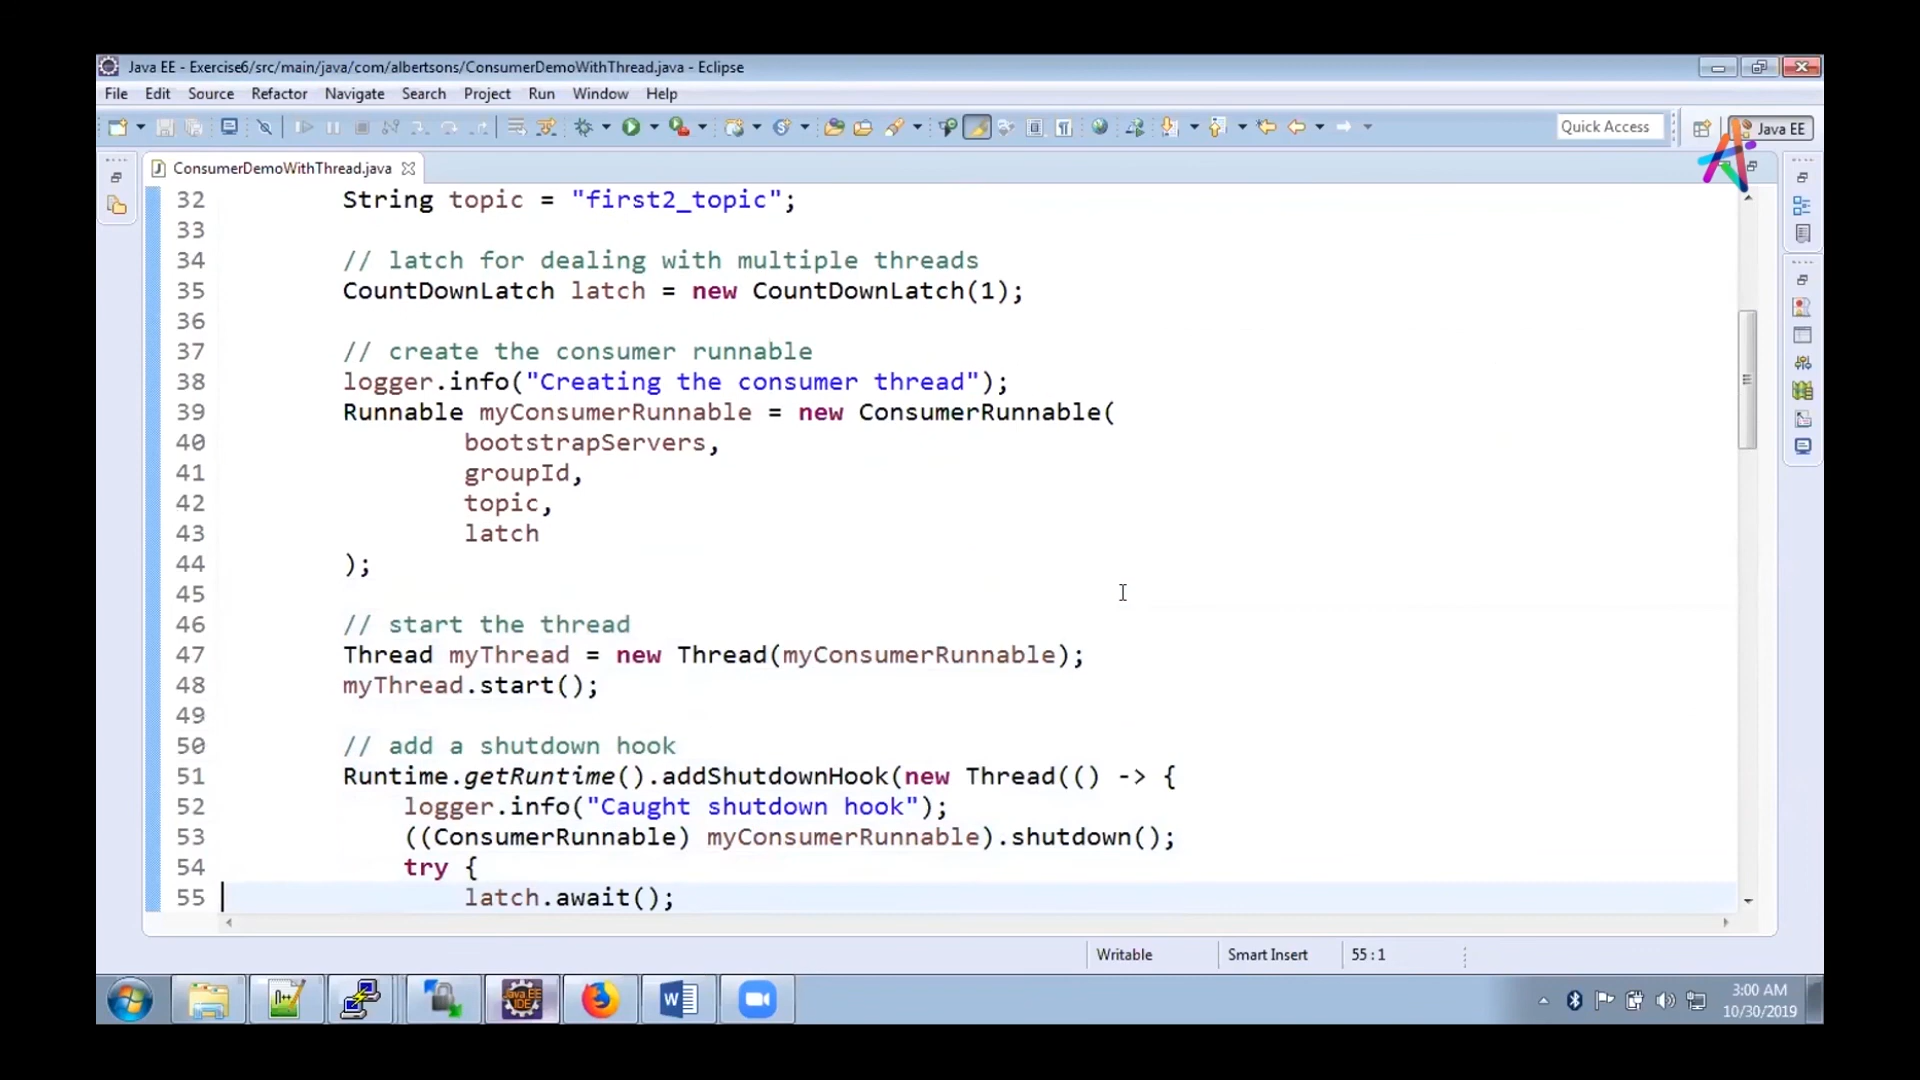 Java EE - Exercise6/src/main/java/com/albertsons/ConsumerDemoWithThread.java - Eclipse
File Edit Source Refactor Navigate Search Project Run Window Help
Quick Access
Java EE
ConsumerDemoWithThread.java
32 String topic = "first2_topic";
33
34 // latch for dealing with multiple threads
35 CountDownLatch latch = new CountDownLatch(1);
36
37 // create the consumer runnable
38 logger.info("Creating the consumer thread");
39 Runnable myConsumerRunnable = new ConsumerRunnable(
40 bootstrapServers,
41 groupId,
42 topic,
43 latch
44 );
45
46 // start the thread
47 Thread myThread = new Thread(myConsumerRunnable);
48 myThread.start();
49
50 // add a shutdown hook
51 Runtime.getRuntime().addShutdownHook(new Thread(() -> {
52 logger.info("Caught shutdown hook");
53 ((ConsumerRunnable) myConsumerRunnable).shutdown();
54 try {
55 latch.await();
Writable Smart Insert 55 : 1
Java EE
IDE
W
3:00 AM
10/30/2019